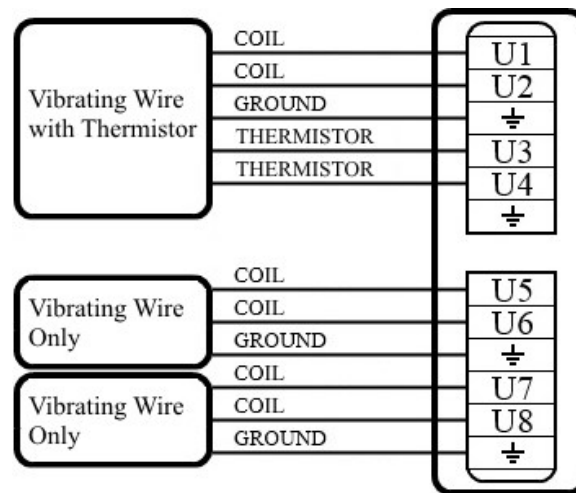 Vibrating Wire
with Thermistor
COIL
COIL
GROUND
THERMISTOR
THERMISTOR
U1
U2
U3
U4
Vibrating Wire
Only
COIL
COIL
GROUND
Vibrating Wire
Only
COIL
COIL
GROUND
U5
U6
U7
U8